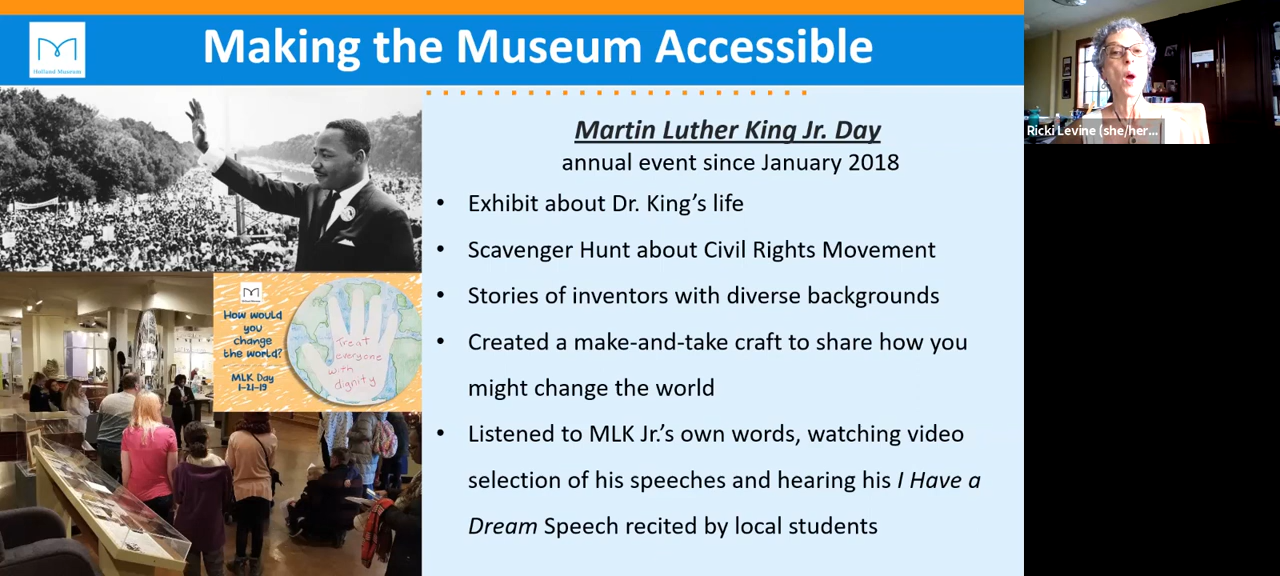 Making the Museum Accessible
Holland Museum
Martin Luther King Jr. Day
annual event since January 2018
• Exhibit about Dr. King’s life
• Scavenger Hunt about Civil Rights Movement
• Stories of inventors with diverse backgrounds
• Created a make-and-take craft to share how you
might change the world
• Listened to MLK Jr.’s own words, watching video
selection of his speeches and hearing his I Have a
Dream Speech recited by local students
How would
you
change
the world?
MLK Day
1-21-19
Treat
everyone
with
dignity
Ricki Levine (she/her...